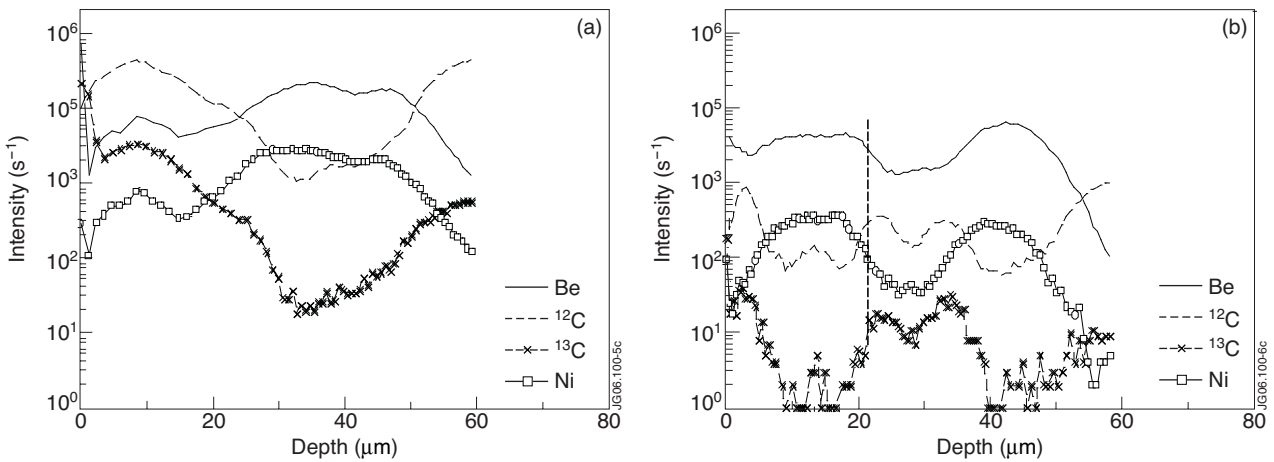 (a)
10⁶
10⁵
10⁴
10³
10²
10¹
10⁰
Intensity (s⁻¹)
Be
¹²C
¹³C
Ni
0 20 40 60 80
Depth (μm)
JG06.100-5c
(b)
10⁶
10⁵
10⁴
10³
10²
10¹
10⁰
Intensity (s⁻¹)
Be
¹²C
¹³C
Ni
0 20 40 60 80
Depth (μm)
JG06.100-6c